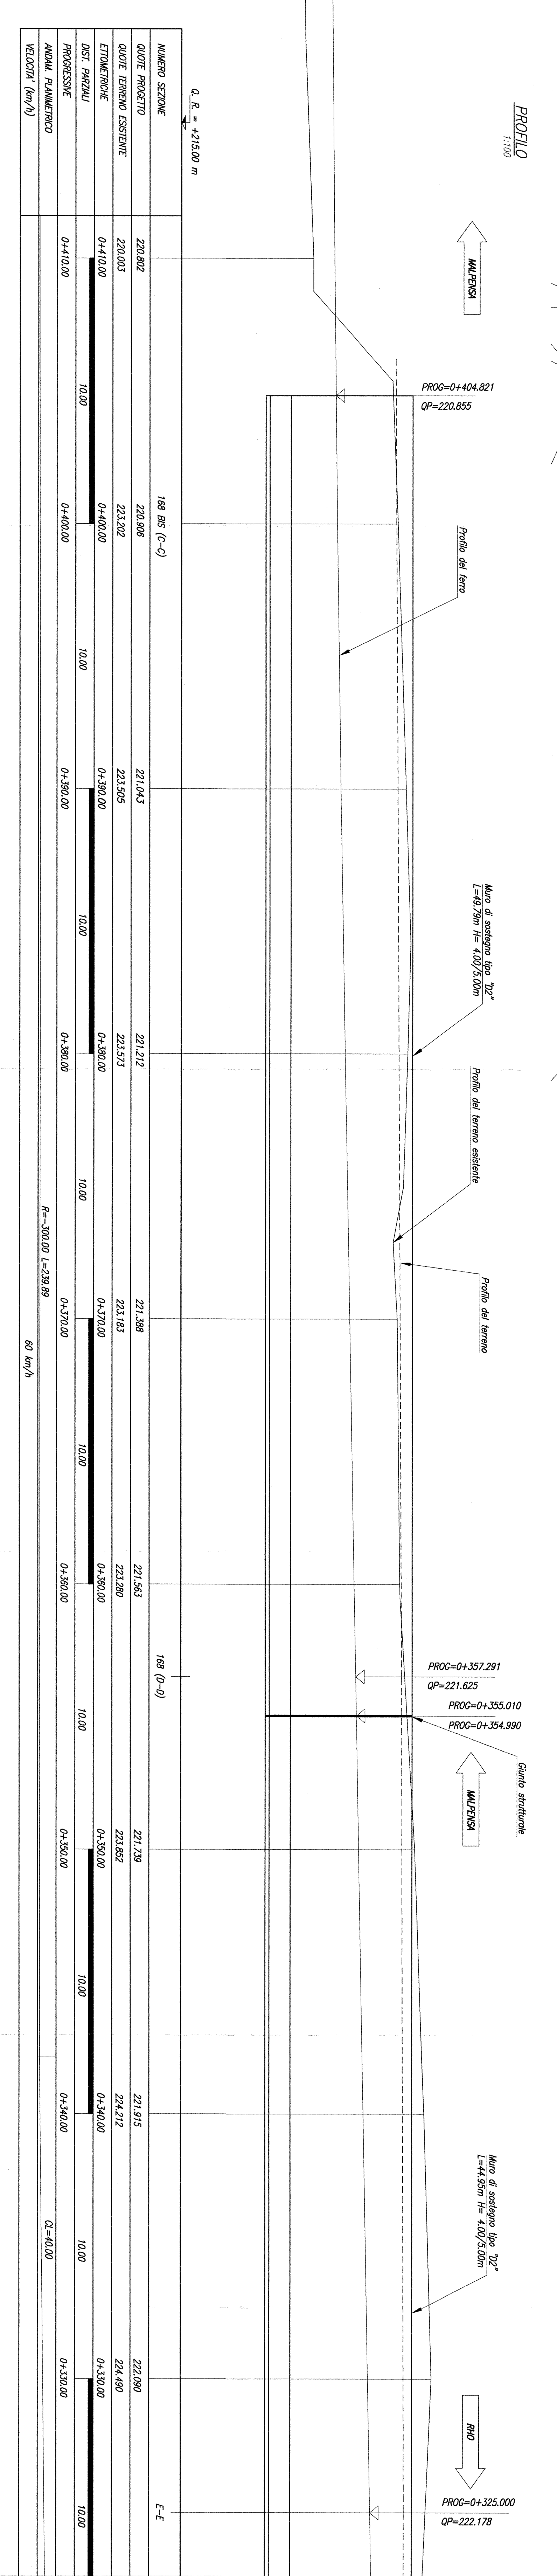 PROFILO
1:100
MALPENSA
PROG=0+404.821
QP=220.855
Profilo del ferro
Muro di sostegno tipo "D2"
L=49.79m H= 4.00/5.00m
Profilo del terreno esistente
Profilo del terreno
PROG=0+357.291
QP=221.625
PROG=0+355.010
PROG=0+354.990
Giunto strutturale
MALPENSA
Muro di sostegno tipo "D2"
L=44.95m H= 4.00/5.00m
RHO
PROG=0+325.000
QP=222.178
Q. R. = +215.00 m
NUMERO SEZIONE 168 BIS (C-C) 168 (D-D) E-E
QUOTE PROGETTO 220.802 220.906 221.043 221.212 221.388 221.563 221.739 221.915 222.090
QUOTE TERRENO ESISTENTE 220.003 223.202 223.505 223.573 223.183 223.280 223.852 224.212 224.490
ETTOMETRICHE 0+410.00 0+400.00 0+390.00 0+380.00 0+370.00 0+360.00 0+350.00 0+340.00 0+330.00
DIST. PARZIALI 10.00 10.00 10.00 10.00 10.00 10.00 10.00 10.00 10.00
PROGRESSIVE 0+410.00 0+400.00 0+390.00 0+380.00 0+370.00 0+360.00 0+350.00 0+340.00 0+330.00
ANDAM. PLANIMETRICO R=-300.00 L=239.89 CL=40.00
VELOCITA' (km/h) 60 km/h